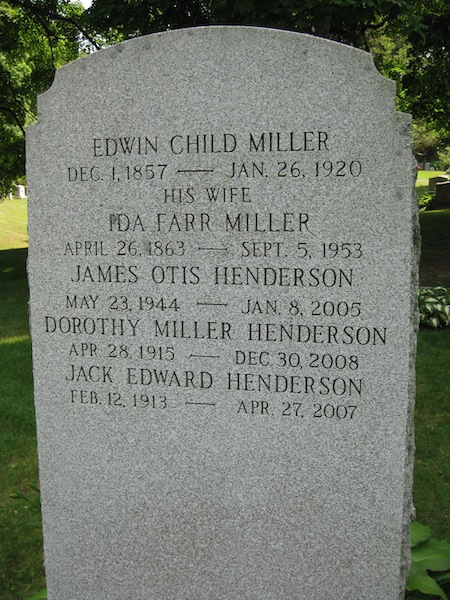 EDWIN CHILD MILLER
DEC. 1, 1857 — JAN. 26, 1920
HIS WIFE
IDA FARR MILLER
APRIL 26, 1863 — SEPT. 5, 1953
JAMES OTIS HENDERSON
MAY 23, 1944 — JAN. 8, 2005
DOROTHY MILLER HENDERSON
APR. 28, 1915 — DEC. 30, 2008
JACK EDWARD HENDERSON
FEB. 12, 1913 — APR. 27, 2007